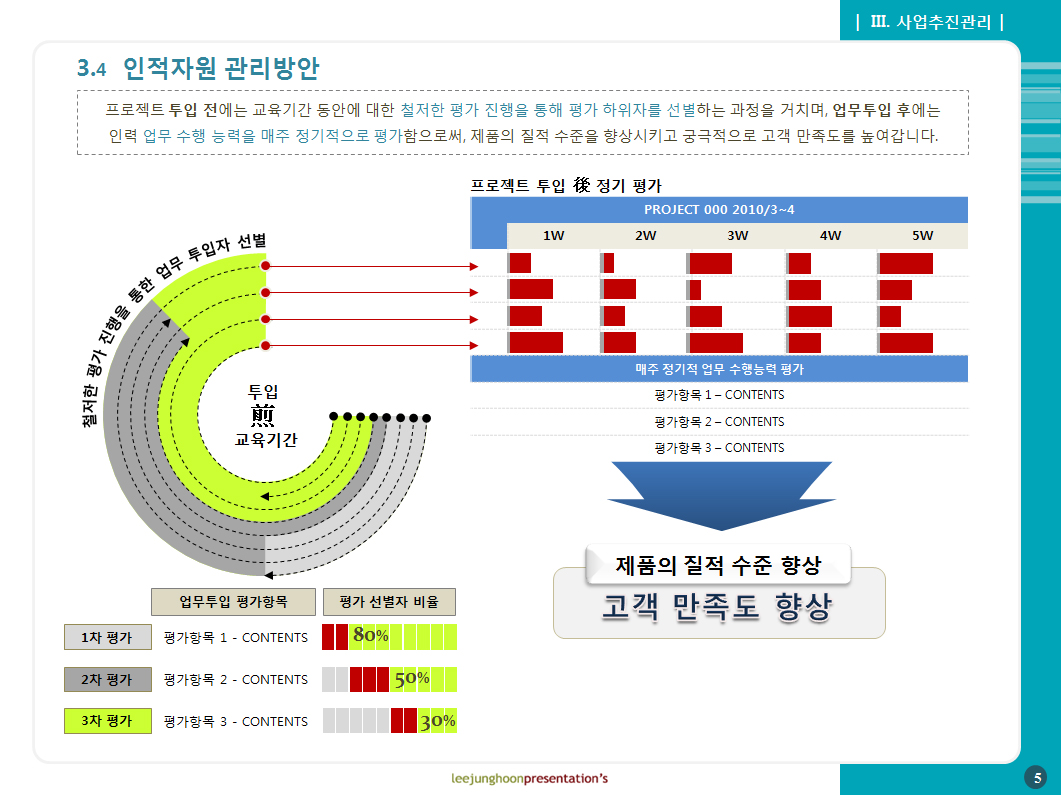 | Ⅲ. 사업추진관리 |
3.4 인적자원 관리방안
프로젝트 투입 전에는 교육기간 동안에 대한 철저한 평가 진행을 통해 평가 하위자를 선별하는 과정을 거치며, 업무투입 후에는
인력 업무 수행 능력을 매주 정기적으로 평가함으로써, 제품의 질적 수준을 향상시키고 궁극적으로 고객 만족도를 높여갑니다.
프로젝트 투입 後 정기 평가
PROJECT 000 2010/3~4
1W 2W 3W 4W 5W
철저한 평가 진행을 통한 업무 투입자 선별
투입
煎
교육기간
매주 정기적 업무 수행능력 평가
평가항목 1 – CONTENTS
평가항목 2 – CONTENTS
평가항목 3 – CONTENTS
제품의 질적 수준 향상
고객 만족도 향상
업무투입 평가항목 평가 선별자 비율
1차 평가 평가항목 1 - CONTENTS 80%
2차 평가 평가항목 2 - CONTENTS 50%
3차 평가 평가항목 3 - CONTENTS 30%
leejunghoonpresentation's
5